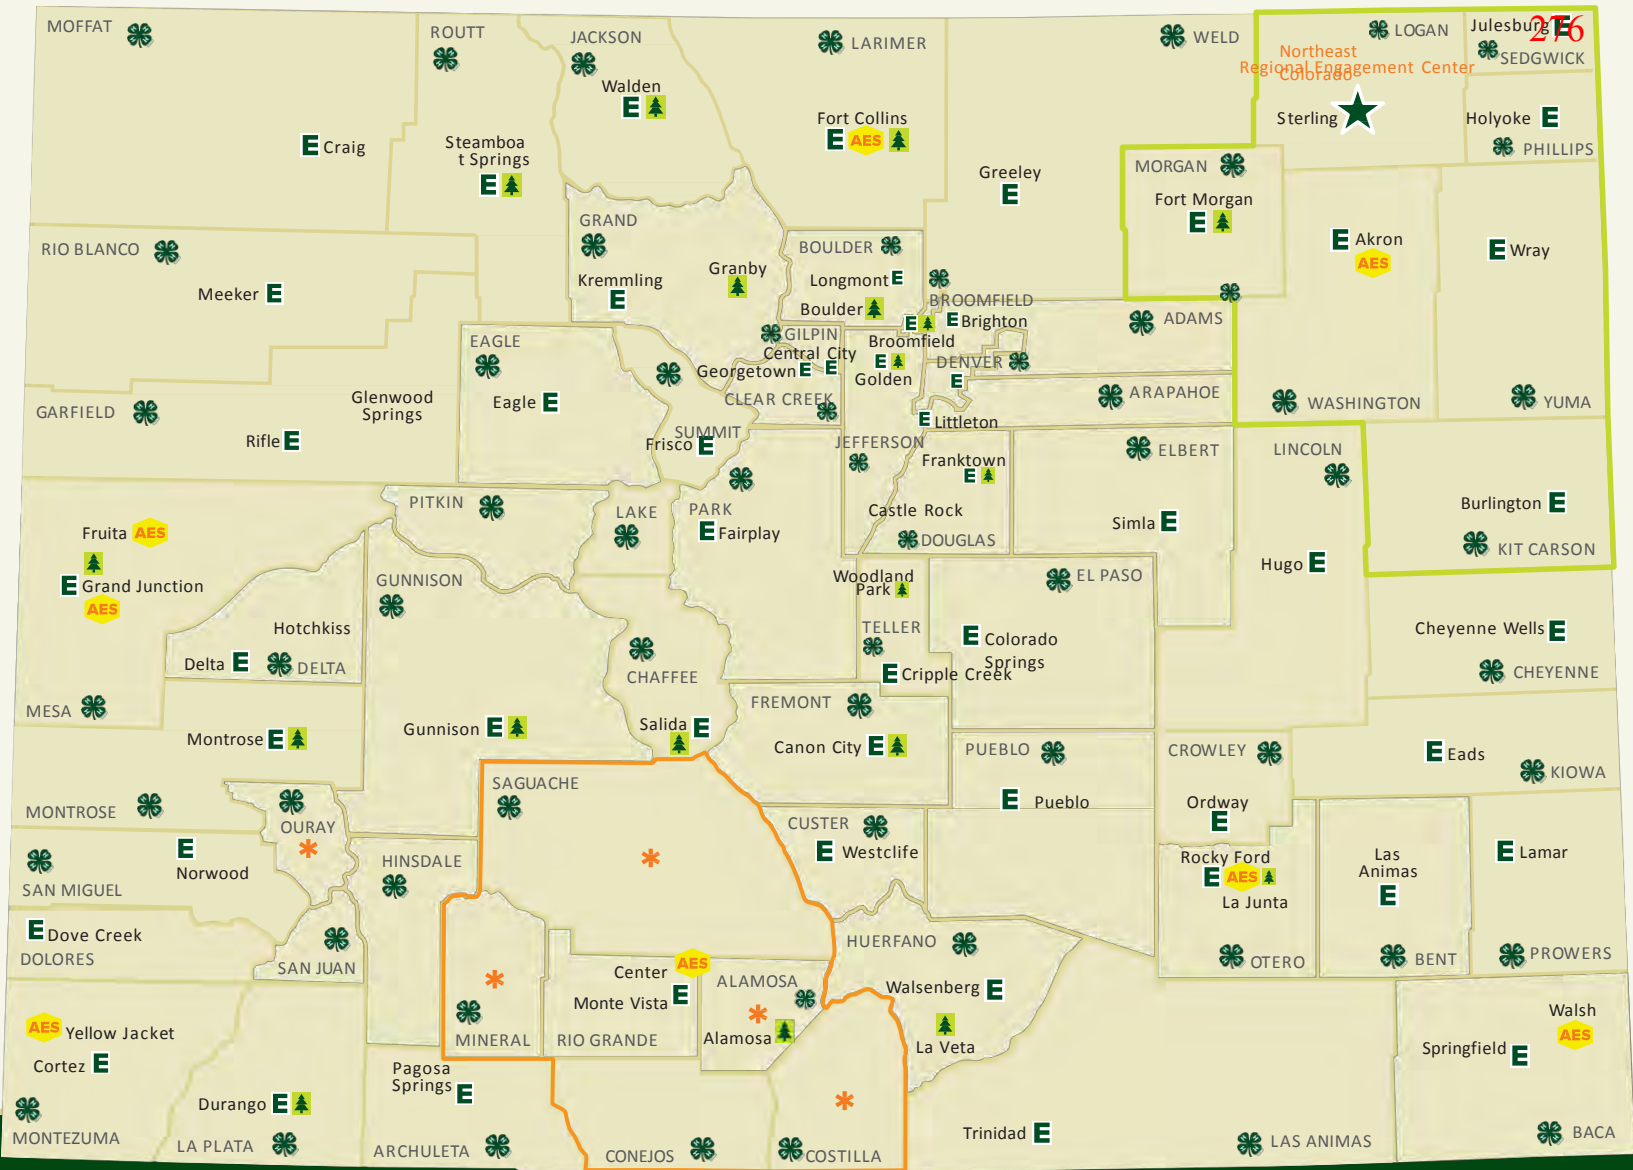 MOFFAT
ROUTT
JACKSON
LARIMER
WELD
LOGAN
Julesburg E
276
SEDGWICK
Northeast
Regional Engagement Center
Colorado
Walden
E
Fort Collins
E AES
Sterling
Holyoke E
PHILLIPS
E Craig
Steamboa
t Springs
E
Greeley
E
MORGAN
Fort Morgan
E
GRAND
RIO BLANCO
BOULDER
E Akron
AES
E Wray
Meeker E
Kremmling
E
Granby
Longmont E
Boulder
BROOMFIELD
E
E Brighton
Broomfield
ADAMS
EAGLE
GILPIN
Central City
Georgetown E E
E
Golden
DENVER
E
Glenwood
Springs
Eagle E
CLEAR CREEK
ARAPAHOE
WASHINGTON
YUMA
GARFIELD
Rifle E
SUMMIT
Frisco E
E
Littleton
JEFFERSON
Franktown
E
ELBERT
LINCOLN
PITKIN
LAKE
PARK
E Fairplay
Castle Rock
DOUGLAS
Simla E
Burlington E
KIT CARSON
Fruita AES
E Grand Junction
AES
GUNNISON
Woodland
Park
EL PASO
Hugo E
Hotchkiss
Delta E
DELTA
TELLER
E Colorado
Springs
E Cripple Creek
Cheyenne Wells E
CHEYENNE
MESA
CHAFFEE
FREMONT
Montrose E
Gunnison E
Salida E
Canon City E
PUEBLO
CROWLEY
E Eads
KIOWA
MONTROSE
OURAY
*
SAGUACHE
*
E Pueblo
Ordway
E
CUSTER
E Westclife
E
Norwood
SAN MIGUEL
HINSDALE
Rocky Ford
E AES
La Junta
Las
Animas
E
E Lamar
E Dove Creek
DOLORES
SAN JUAN
HUERFANO
OTERO
BENT
PROWERS
*
MINERAL
Center AES
Monte Vista E
RIO GRANDE
ALAMOSA
*
Alamosa
Walsenberg E
La Veta
AES Yellow Jacket
Cortez E
Walsh
AES
Springfield E
Pagosa
Springs E
Durango E
*
Trinidad E
MONTEZUMA
LA PLATA
ARCHULETA
CONEJOS
COSTILLA
LAS ANIMAS
BACA